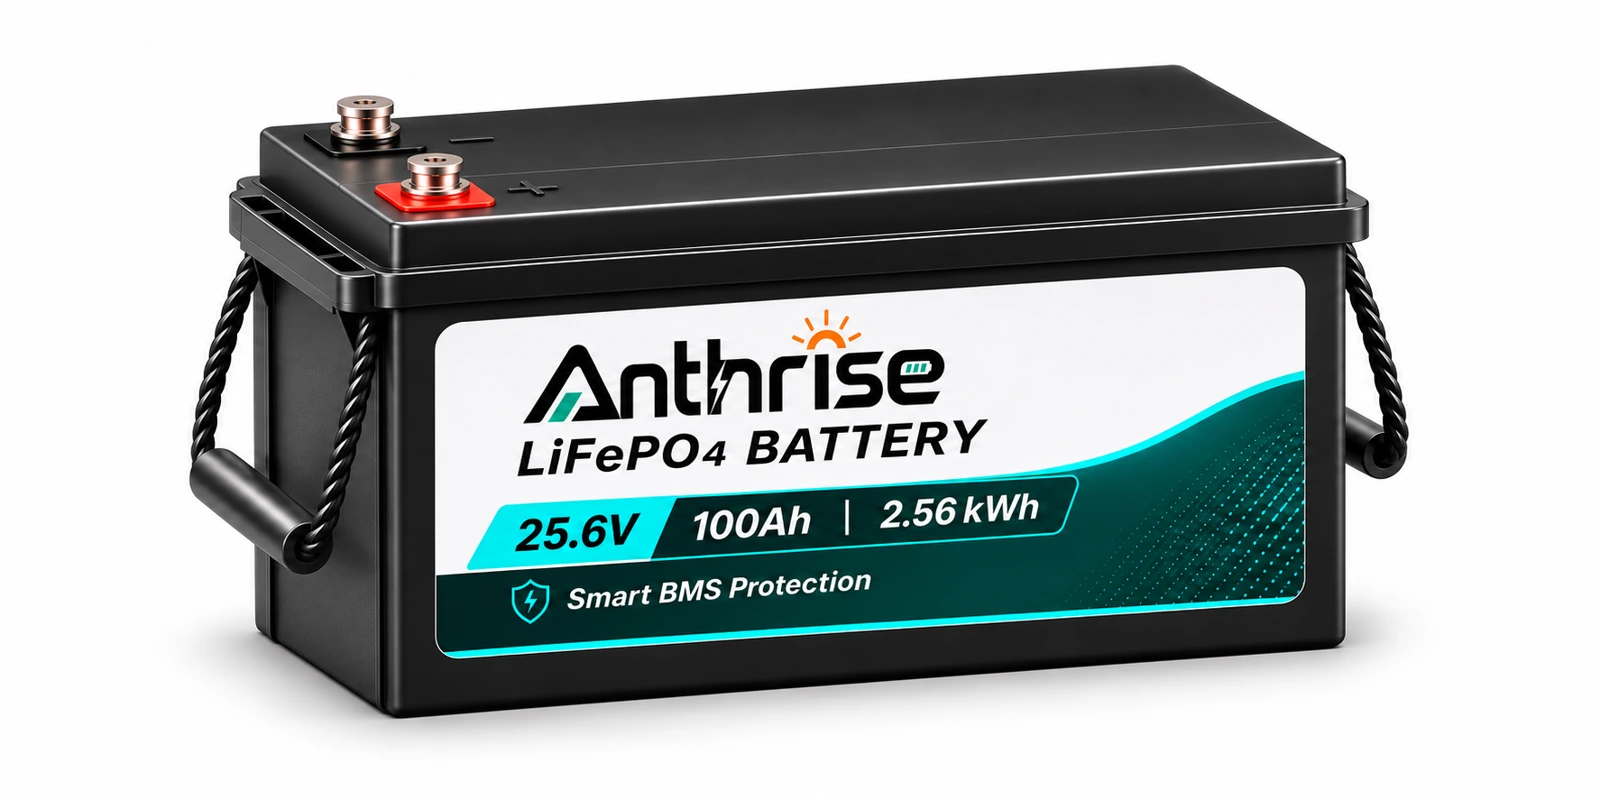 −
+
Anthrise
LiFePO4 BATTERY
25.6V 100Ah | 2.56 kWh
Smart BMS Protection